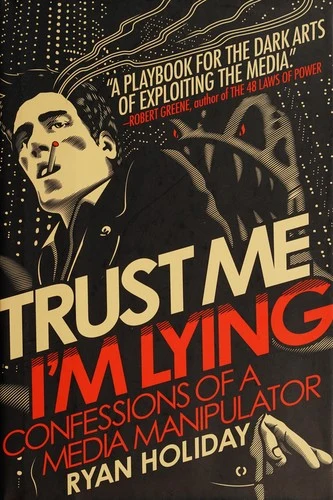 "A PLAYBOOK FOR THE DARK ARTS
OF EXPLOITING THE MEDIA."
—ROBERT GREENE, author of THE 48 LAWS OF POWER
TRUST ME
I'M LYING
CONFESSIONS OF A
MEDIA MANIPULATOR
RYAN HOLIDAY